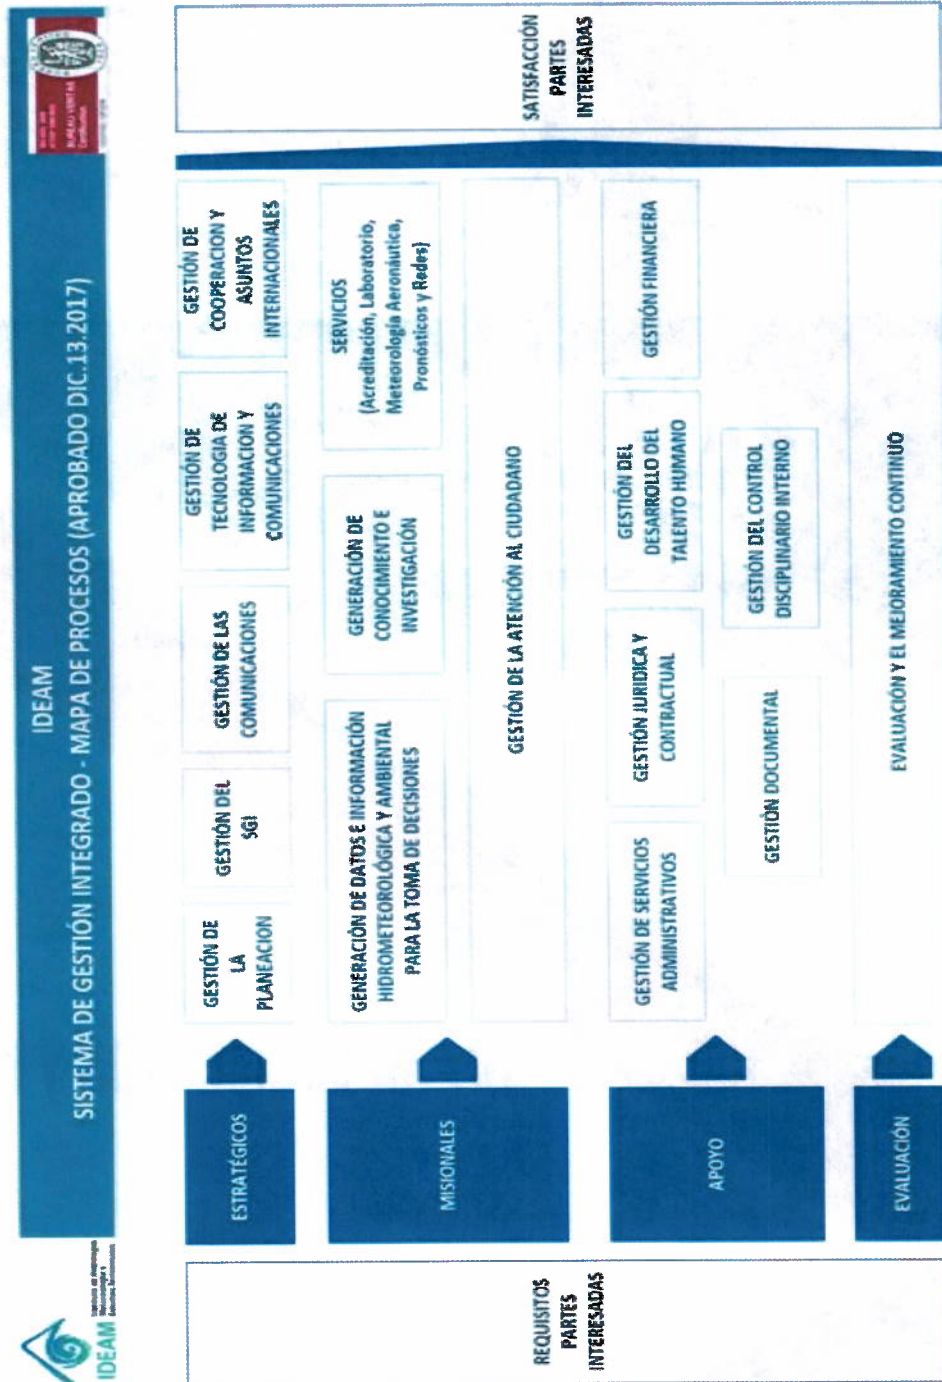 IDEAM
IDEAM
SISTEMA DE GESTIÓN INTEGRADO - MAPA DE PROCESOS (APROBADO DIC.13.2017)
BUREAU VERITAS
Certification
REQUISITOS
PARTES
INTERESADAS
ESTRATÉGICOS
GESTIÓN DE
LA
PLANEACION
GESTIÓN DEL
SGI
GESTIÓN DE LAS
COMUNICACIONES
GESTIÓN DE
TECNOLOGIA DE
INFORMACION Y
COMUNICACIONES
GESTIÓN DE
COOPERACION Y
ASUNTOS
INTERNACIONALES
MISIONALES
GENERACIÓN DE DATOS E INFORMACIÓN
HIDROMETEOROLÓGICA Y AMBIENTAL
PARA LA TOMA DE DECISIONES
GENERACIÓN DE
CONOCIMIENTO E
INVESTIGACIÓN
SERVICIOS
(Acreditación, Laboratorio,
Meteorología Aeronáutica,
Pronósticos y Redes)
GESTIÓN DE LA ATENCIÓN AL CIUDADANO
APOYO
GESTIÓN DE SERVICIOS
ADMINISTRATIVOS
GESTIÓN JURIDICA Y
CONTRACTUAL
GESTIÓN DEL
DESARROLLO DEL
TALENTO HUMANO
GESTIÓN FINANCIERA
GESTIÓN DOCUMENTAL
GESTIÓN DEL CONTROL
DISCIPLINARIO INTERNO
EVALUACIÓN
EVALUACIÓN Y EL MEJORAMIENTO CONTINUO
SATISFACCIÓN
PARTES
INTERESADAS